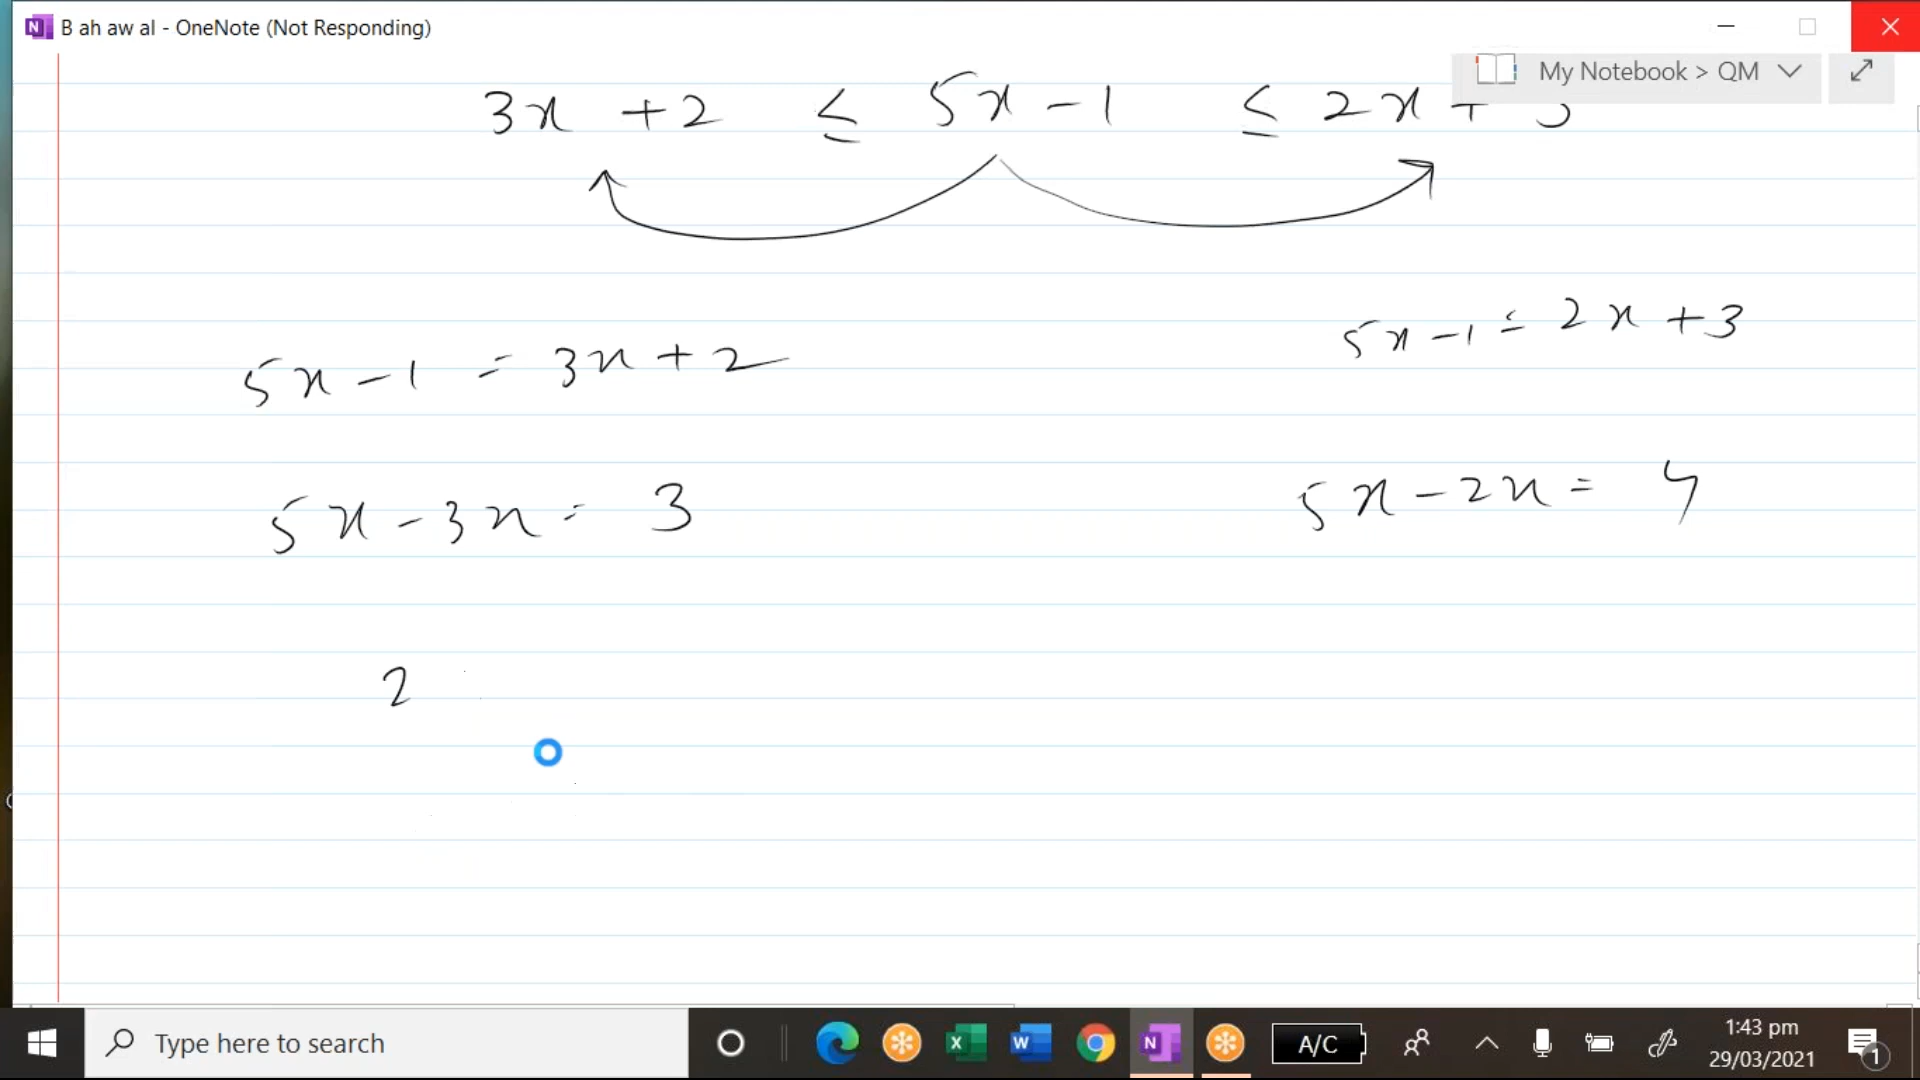 B ah aw al - OneNote (Not Responding)
My Notebook > QM
3x + 2 ≤ 5x - 1 ≤ 2x + 3
5x - 1 = 3x + 2
5x - 1 = 2x + 3
5x - 3x = 3
5x - 2x = 4
2
Type here to search
A/C
1:43 pm
29/03/2021
1